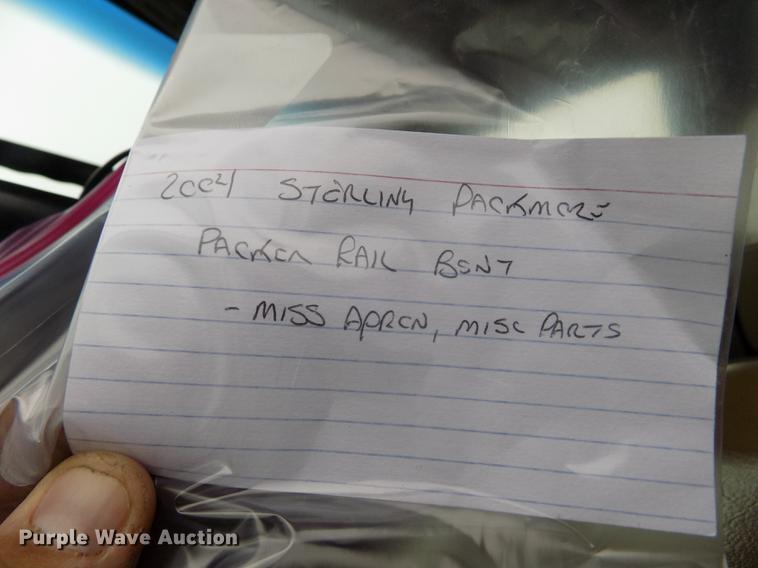 2004 STERLING PACKMORE
PACKER RAIL BENT
- MISS APRON, MISC PARTS
Purple Wave Auction